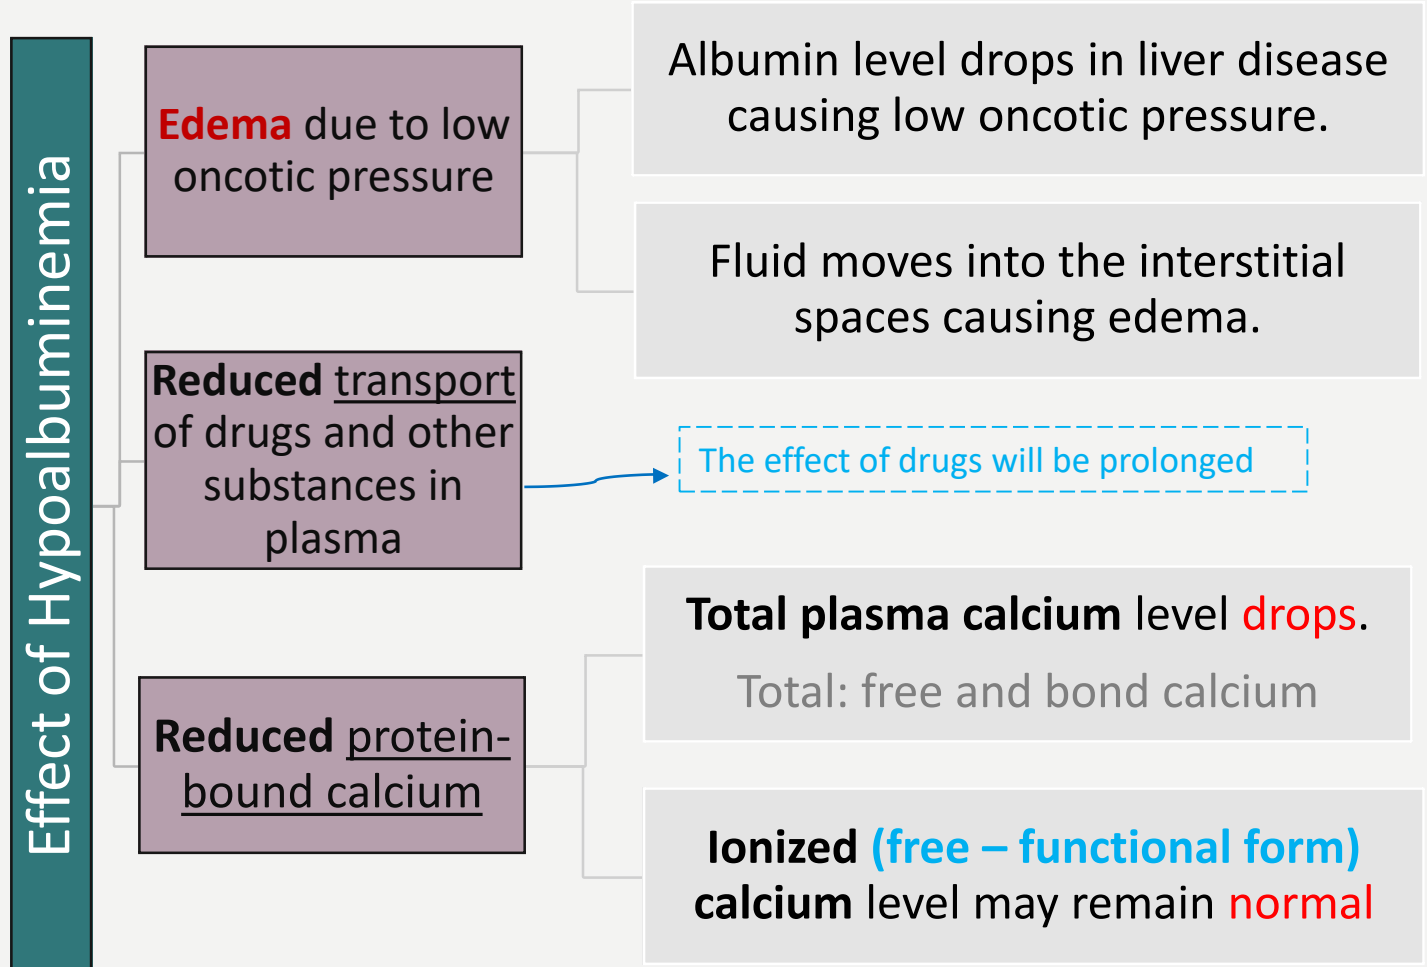 Effect of Hypoalbuminemia
Edema due to low
oncotic pressure
Albumin level drops in liver disease
causing low oncotic pressure.
Fluid moves into the interstitial
spaces causing edema.
Reduced transport
of drugs and other
substances in
plasma
The effect of drugs will be prolonged
Reduced protein-
bound calcium
Total plasma calcium level drops.
Total: free and bond calcium
Ionized (free – functional form)
calcium level may remain normal